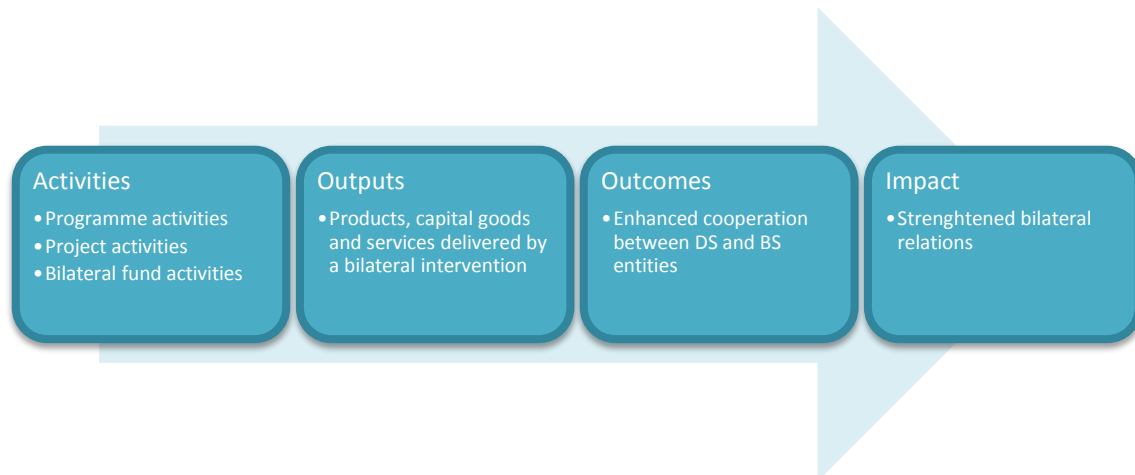 Activities
•Programme activities
•Project activities
•Bilateral fund activities
Outputs
•Products, capital goods
and services delivered by
a bilateral intervention
Outcomes
•Enhanced cooperation
between DS and BS
entities
Impact
•Strenghtened bilateral
relations